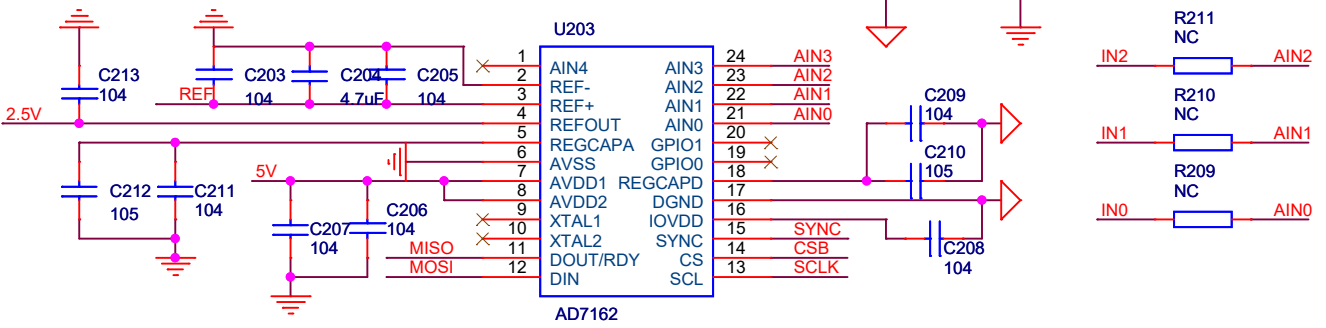 U203
1
AIN4
2
REF-
3
REF+
4
REFOUT
5
REGCAPA
6
AVSS
7
AVDD1
8
AVDD2
9
XTAL1
10
XTAL2
11
DOUT/RDY
12
DIN
24
AIN3
AIN3
23
AIN2
AIN2
22
AIN1
AIN1
21
AIN0
AIN0
20
GPIO1
19
GPIO0
18
REGCAPD
17
DGND
16
IOVDD
15
SYNC
SYNC
14
CS
CSB
13
SCL
SCLK
AD7162
C213
104
C203
104
C204
4.7uF
C205
104
REF
2.5V
C212
105
C211
104
5V
C207
104
C206
104
MISO
MOSI
C209
104
C210
105
C208
104
R211
NC
IN2
AIN2
R210
NC
IN1
AIN1
R209
NC
IN0
AIN0